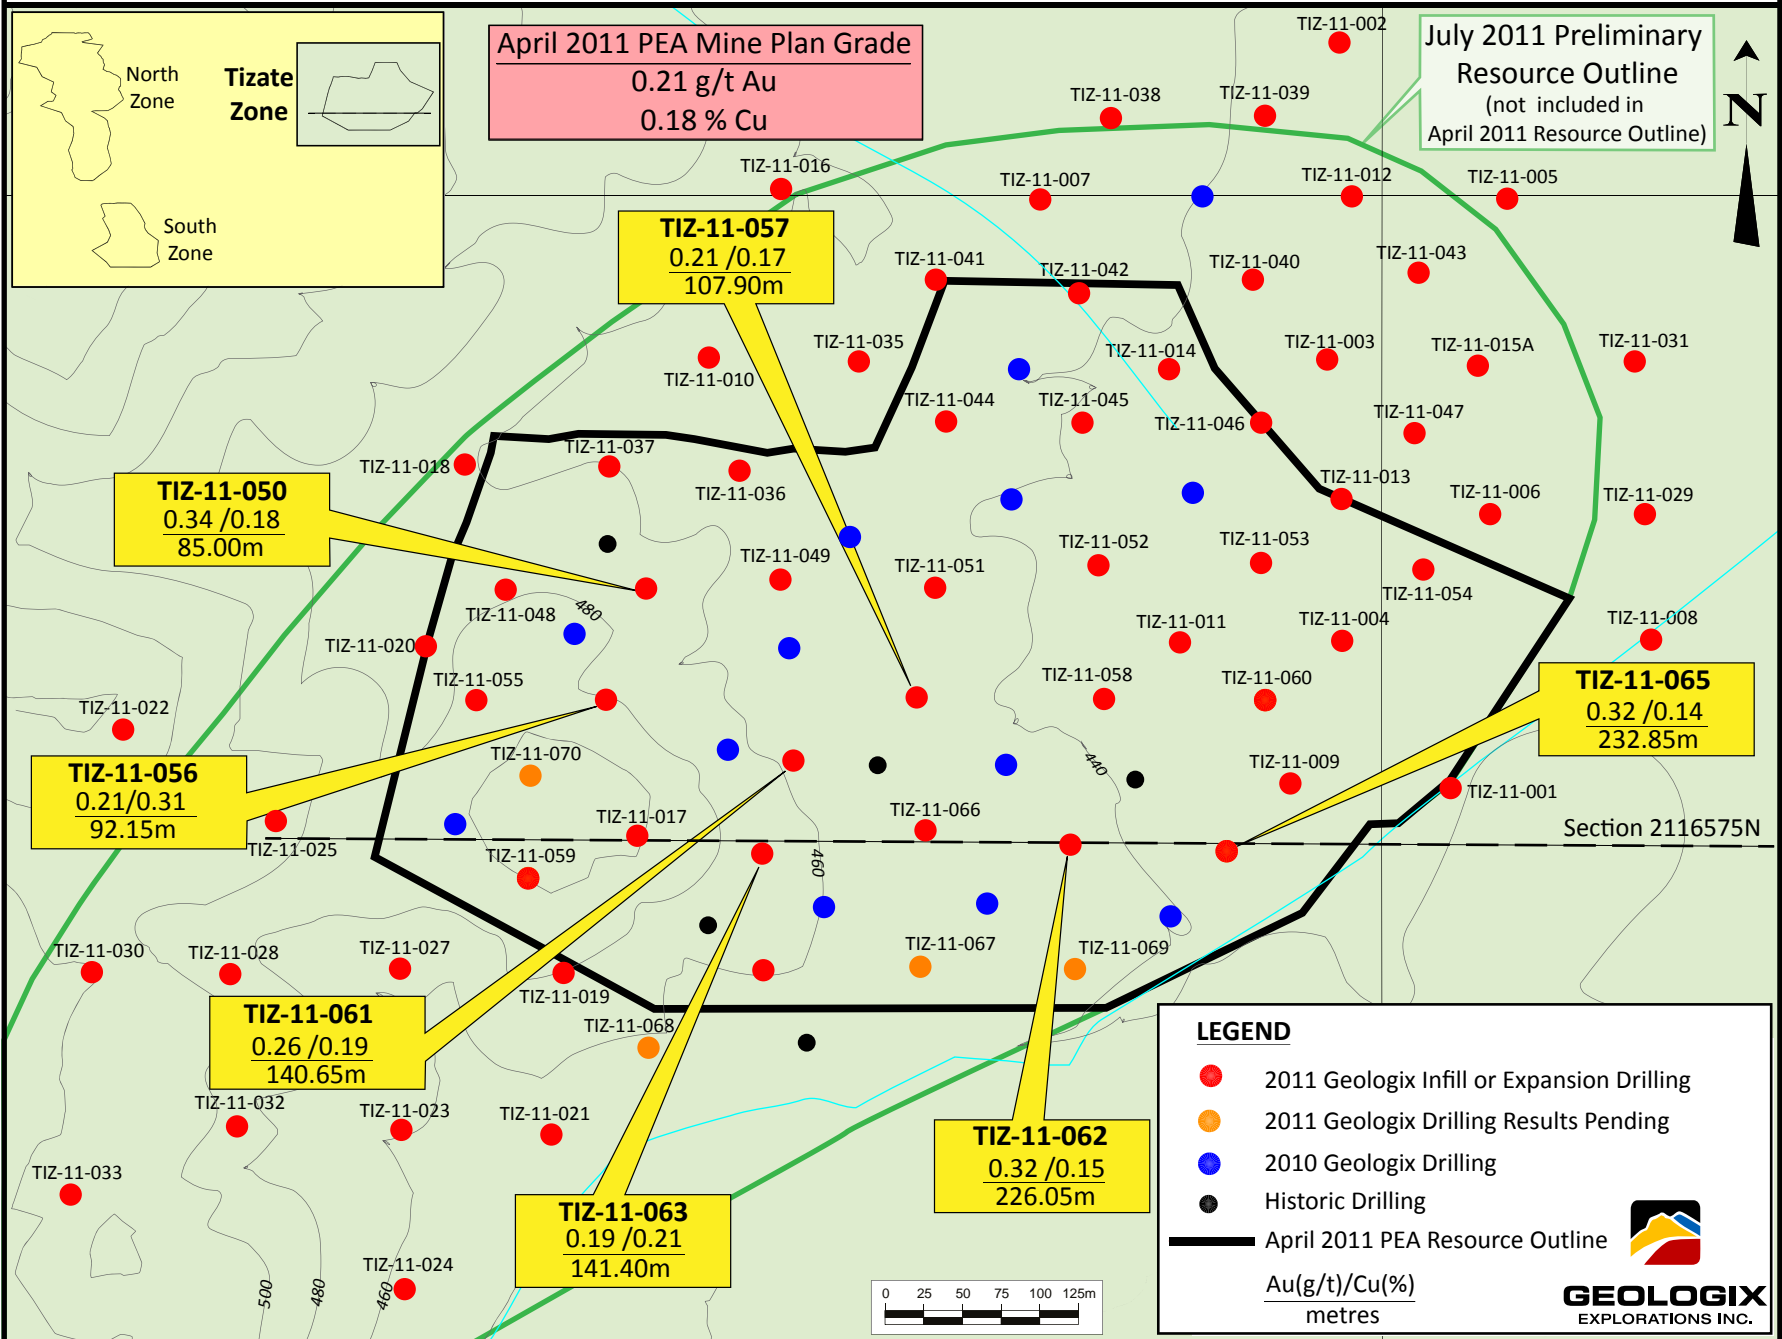 North
Zone
Tizate
Zone
South
Zone
April 2011 PEA Mine Plan Grade
0.21 g/t Au
0.18 % Cu
TIZ-11-002
July 2011 Preliminary
Resource Outline
(not included in
April 2011 Resource Outline)
N
TIZ-11-038
TIZ-11-039
TIZ-11-016
TIZ-11-007
TIZ-11-012
TIZ-11-005
TIZ-11-057
0.21 /0.17
107.90m
TIZ-11-041
TIZ-11-042
TIZ-11-040
TIZ-11-043
TIZ-11-035
TIZ-11-010
TIZ-11-014
TIZ-11-003
TIZ-11-015A
TIZ-11-031
TIZ-11-044
TIZ-11-045
TIZ-11-046
TIZ-11-047
TIZ-11-018
TIZ-11-037
TIZ-11-036
TIZ-11-013
TIZ-11-006
TIZ-11-029
TIZ-11-050
0.34 /0.18
85.00m
TIZ-11-049
TIZ-11-051
TIZ-11-052
TIZ-11-053
TIZ-11-054
TIZ-11-048
480
TIZ-11-020
TIZ-11-011
TIZ-11-004
TIZ-11-008
TIZ-11-055
TIZ-11-058
TIZ-11-060
TIZ-11-065
0.32 /0.14
232.85m
TIZ-11-022
TIZ-11-070
440
TIZ-11-009
TIZ-11-001
TIZ-11-056
0.21/0.31
92.15m
TIZ-11-025
TIZ-11-017
TIZ-11-066
Section 2116575N
TIZ-11-059
460
TIZ-11-030
TIZ-11-028
TIZ-11-027
TIZ-11-019
TIZ-11-067
TIZ-11-069
TIZ-11-061
0.26 /0.19
140.65m
TIZ-11-068
TIZ-11-032
TIZ-11-023
TIZ-11-021
TIZ-11-062
0.32 /0.15
226.05m
TIZ-11-033
TIZ-11-063
0.19 /0.21
141.40m
TIZ-11-024
500
480
460
0 25 50 75 100 125m
LEGEND
2011 Geologix Infill or Expansion Drilling
2011 Geologix Drilling Results Pending
2010 Geologix Drilling
Historic Drilling
April 2011 PEA Resource Outline
Au(g/t)/Cu(%)
metres
GEOLOGIX
EXPLORATIONS INC.